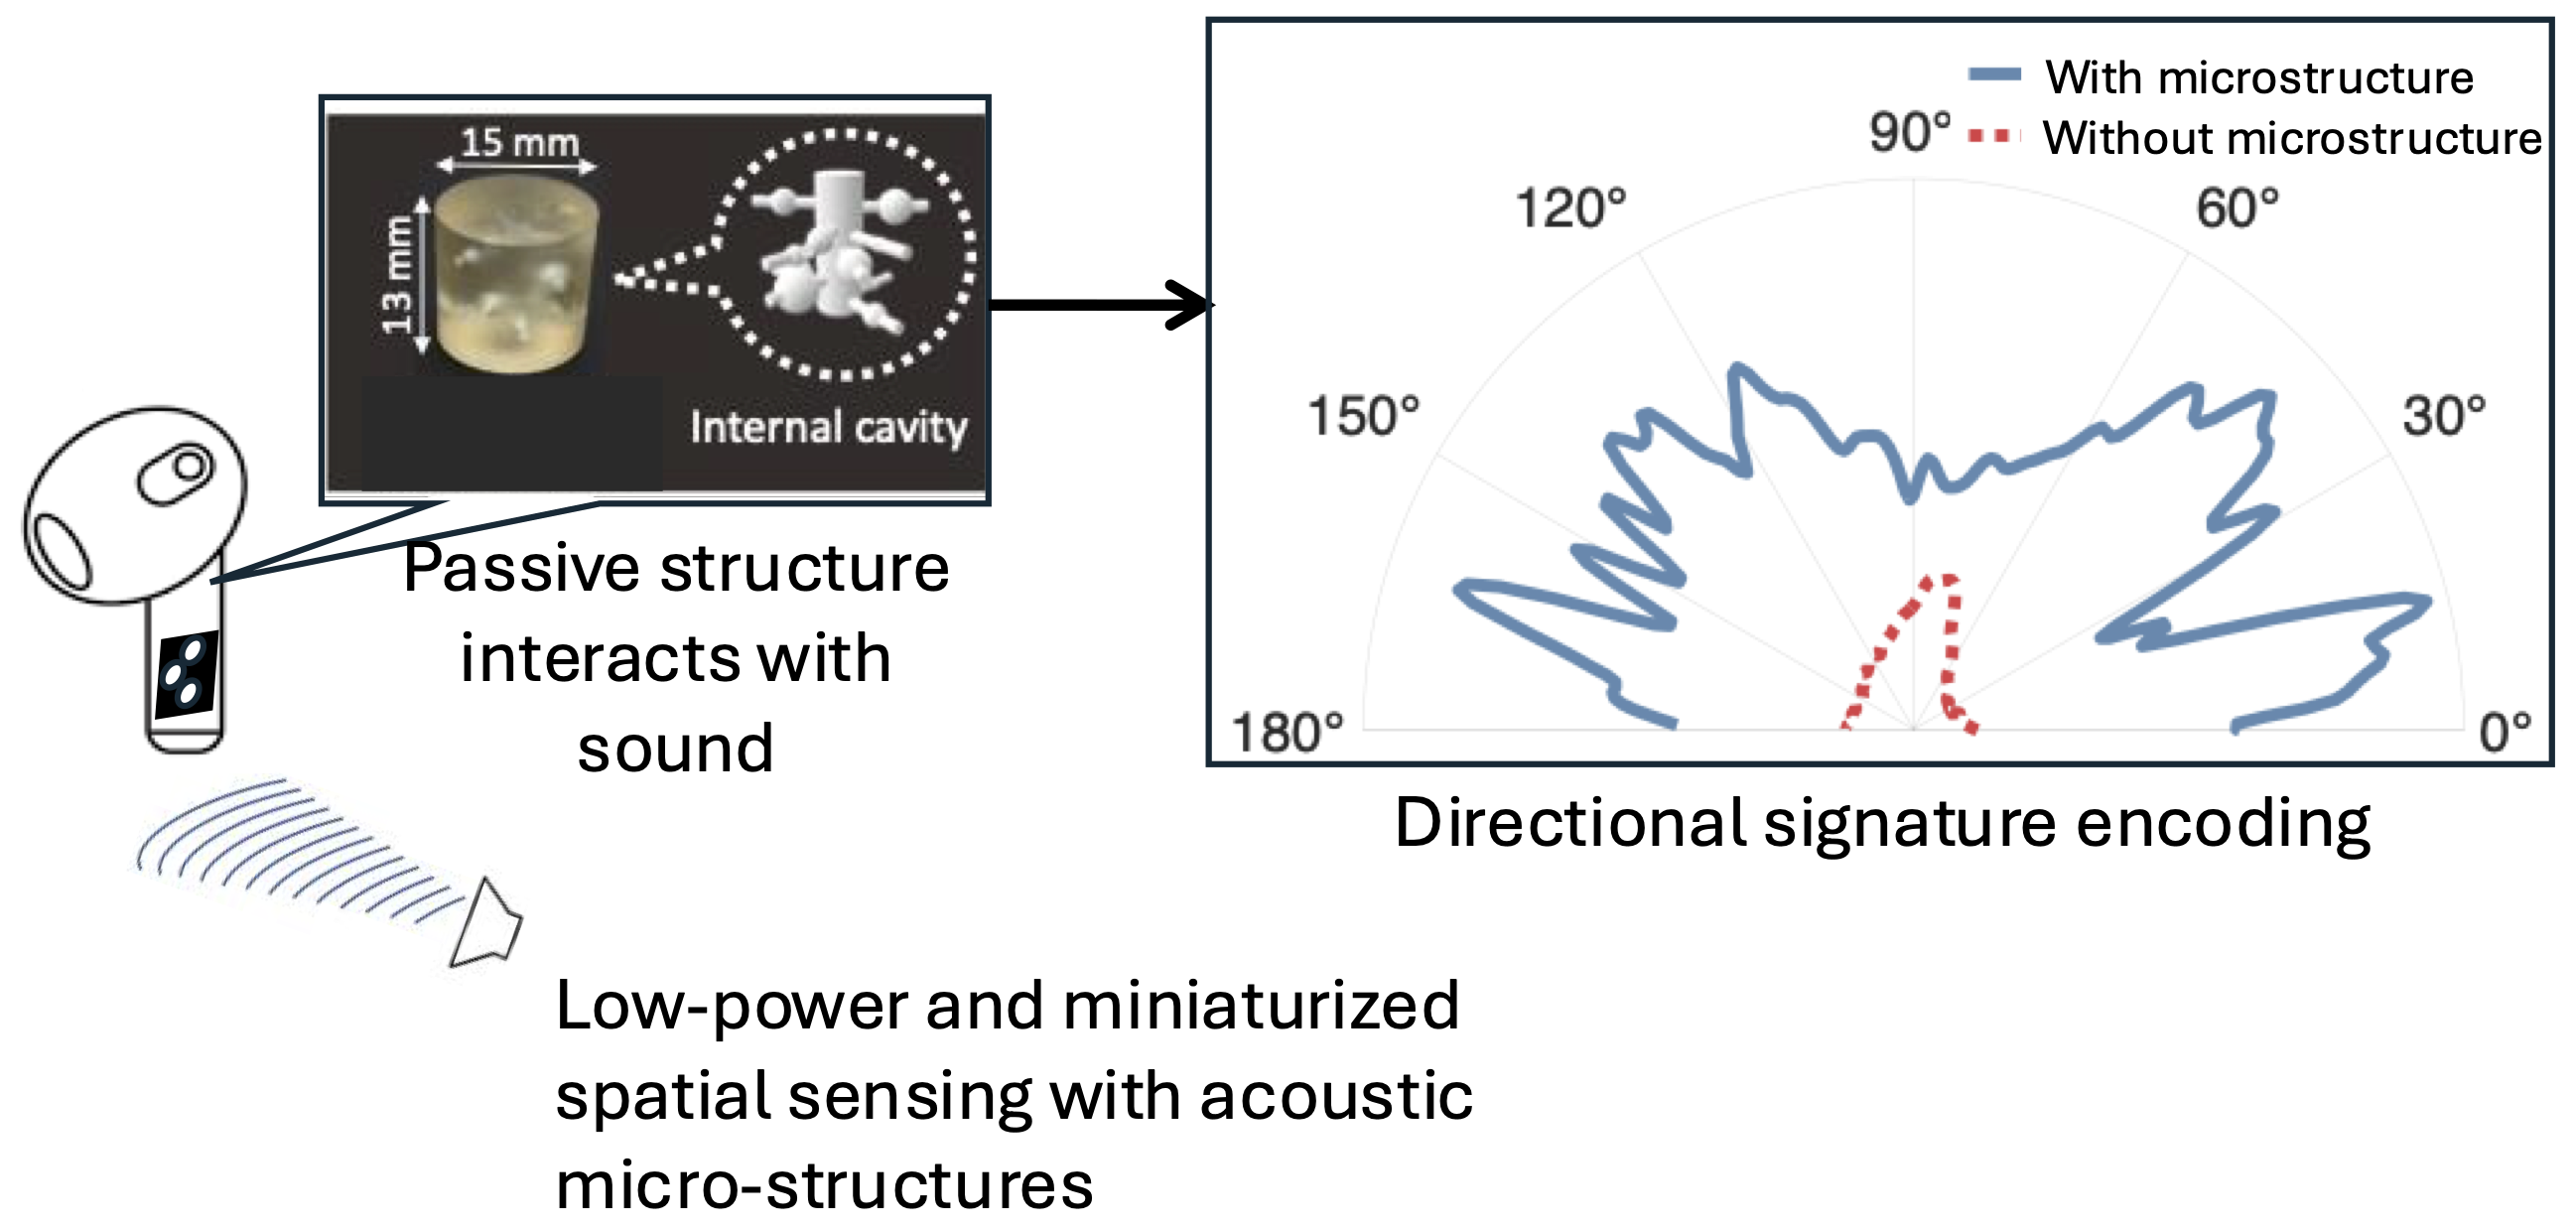 15 mm
13 mm
Internal cavity
Passive structure
interacts with
sound
With microstructure
Without microstructure
90°
120°
60°
150°
30°
180°
0°
Directional signature encoding
Low-power and miniaturized
spatial sensing with acoustic
micro-structures